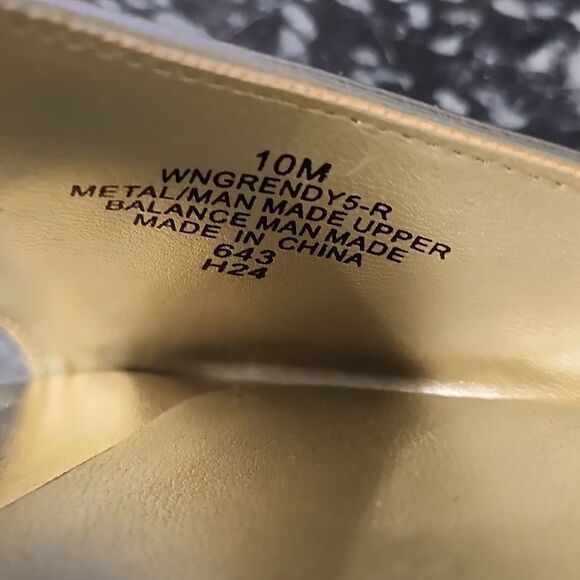 10M
WNGRENDY5-R
METAL/MAN MADE UPPER
BALANCE MAN MADE
MADE IN CHINA
643
H24